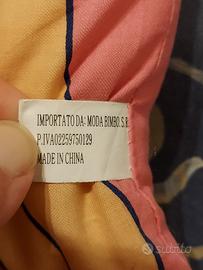 IMPORTATO DA: MODA BIMBO. S.R
P.IVA02259750129
MADE IN CHINA
subito